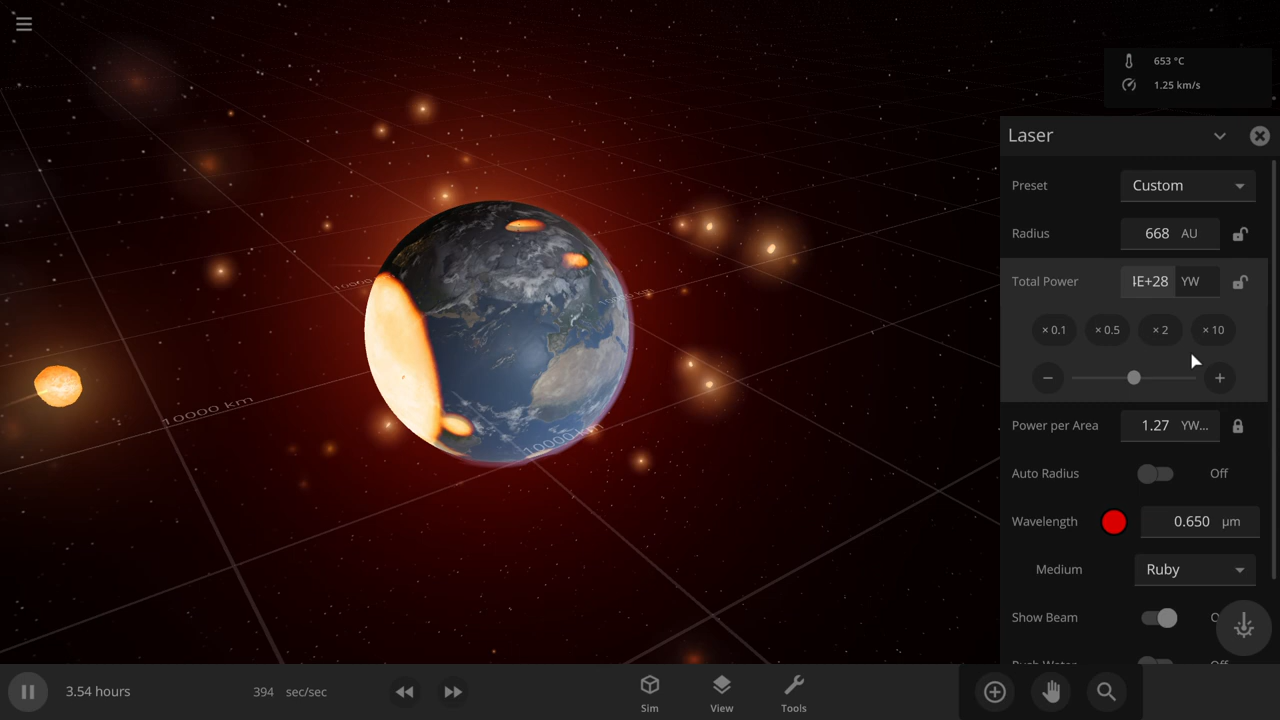 653 °C
1.25 km/s
Laser
Preset Custom
Radius 668 AU
Total Power E+28 YW
× 0.1 × 0.5 × 2 × 10
Power per Area 1.27 YW...
Auto Radius Off
Wavelength 0.650 µm
Medium Ruby
Show Beam
Off
10000 km
10000 km
3.54 hours 394 sec/sec
Sim View Tools